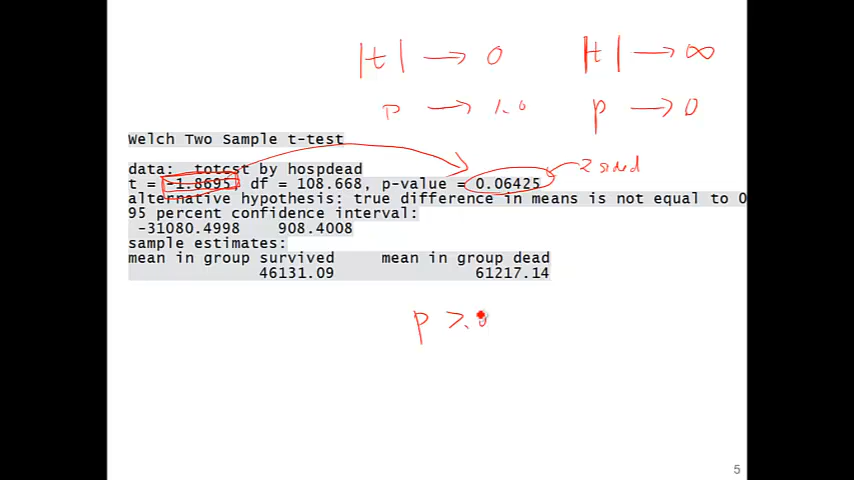 |t| → 0 |t| → ∞
p → 1.0 p → 0
Welch Two Sample t-test
data: totcst by hospdead
2 sided
t = -1.8695, df = 108.668, p-value = 0.06425
alternative hypothesis: true difference in means is not equal to 0
95 percent confidence interval:
-31080.4998 908.4008
sample estimates:
mean in group survived mean in group dead
46131.09 61217.14
p >.0
5